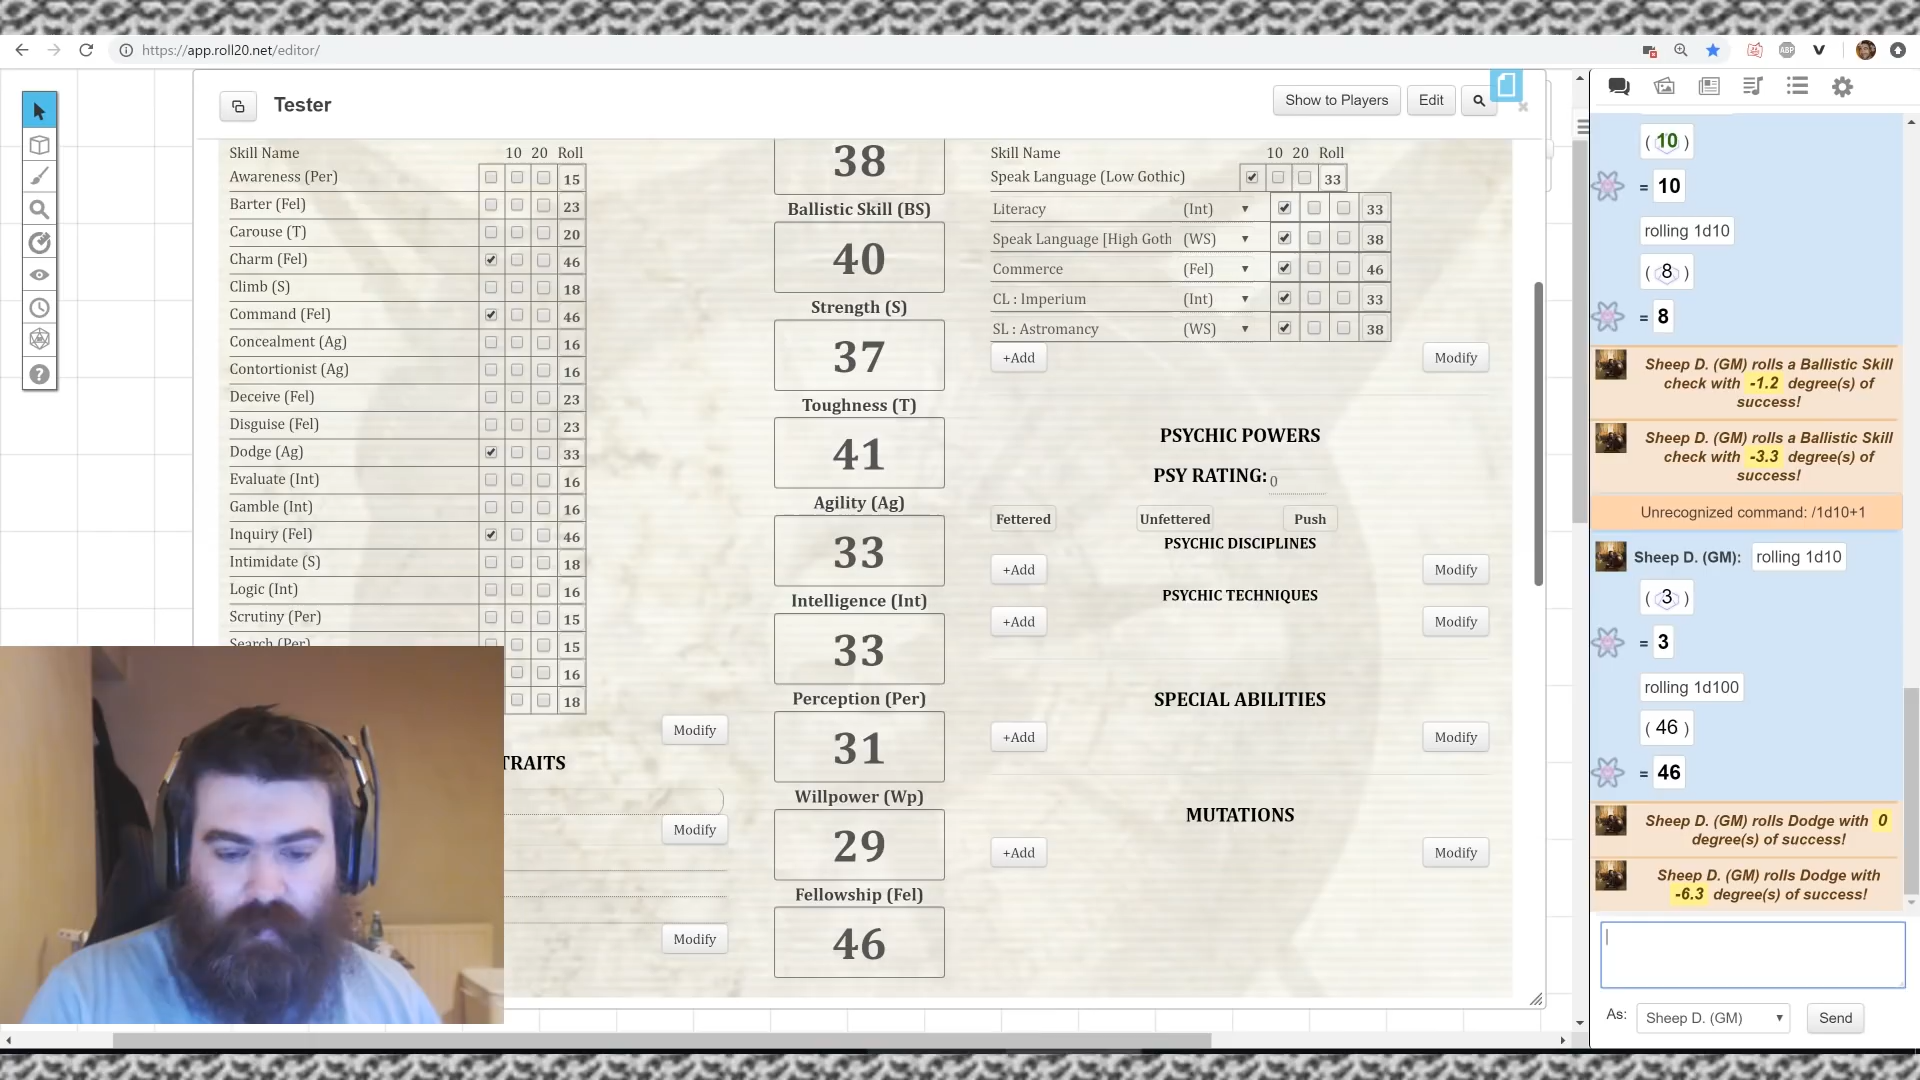 https://app.roll20.net/editor/
ABP
Tester
Show to Players
Edit
Skill Name 10 20 Roll
Awareness (Per) 15
Barter (Fel) 23
Carouse (T) 20
Charm (Fel) 46
Climb (S) 18
Command (Fel) 46
Concealment (Ag) 16
Contortionist (Ag) 16
Deceive (Fel) 23
Disguise (Fel) 23
Dodge (Ag) 33
Evaluate (Int) 16
Gamble (Int) 16
Inquiry (Fel) 46
Intimidate (S) 18
Logic (Int) 16
Scrutiny (Per) 15
Search (Per) 15
16
18
Modify
TRAITS
Modify
Modify
38
Ballistic Skill (BS)
40
Strength (S)
37
Toughness (T)
41
Agility (Ag)
33
Intelligence (Int)
33
Perception (Per)
31
Willpower (Wp)
29
Fellowship (Fel)
46
Skill Name 10 20 Roll
Speak Language (Low Gothic) 33
Literacy (Int) 33
Speak Language [High Goth (WS) 38
Commerce (Fel) 46
CL : Imperium (Int) 33
SL : Astromancy (WS) 38
+Add Modify
PSYCHIC POWERS
PSY RATING: 0
Fettered Unfettered Push
PSYCHIC DISCIPLINES
+Add Modify
PSYCHIC TECHNIQUES
+Add Modify
SPECIAL ABILITIES
+Add Modify
MUTATIONS
+Add Modify
( 10 )
= 10
rolling 1d10
( 8 )
= 8
Sheep D. (GM) rolls a Ballistic Skill
check with -1.2 degree(s) of
success!
Sheep D. (GM) rolls a Ballistic Skill
check with -3.3 degree(s) of
success!
Unrecognized command: /1d10+1
Sheep D. (GM): rolling 1d10
( 3 )
= 3
rolling 1d100
( 46 )
= 46
Sheep D. (GM) rolls Dodge with 0
degree(s) of success!
Sheep D. (GM) rolls Dodge with
-6.3 degree(s) of success!
As: Sheep D. (GM) Send